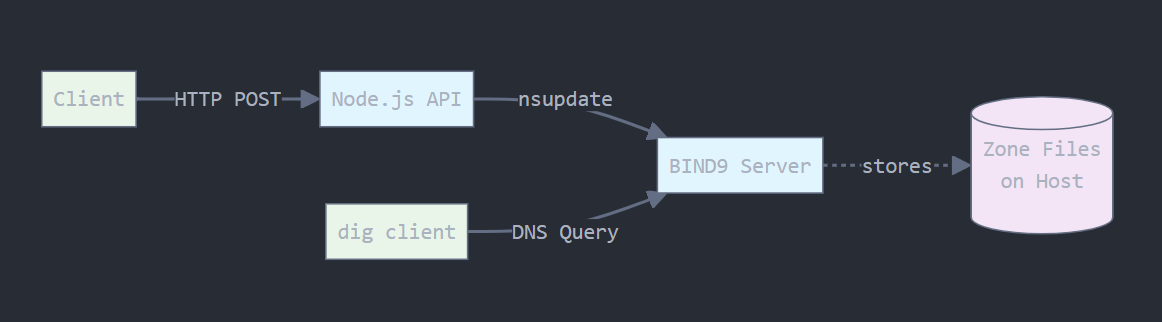 Client
HTTP POST
Node.js API
nsupdate
BIND9 Server
stores
Zone Files
on Host
dig client
DNS Query